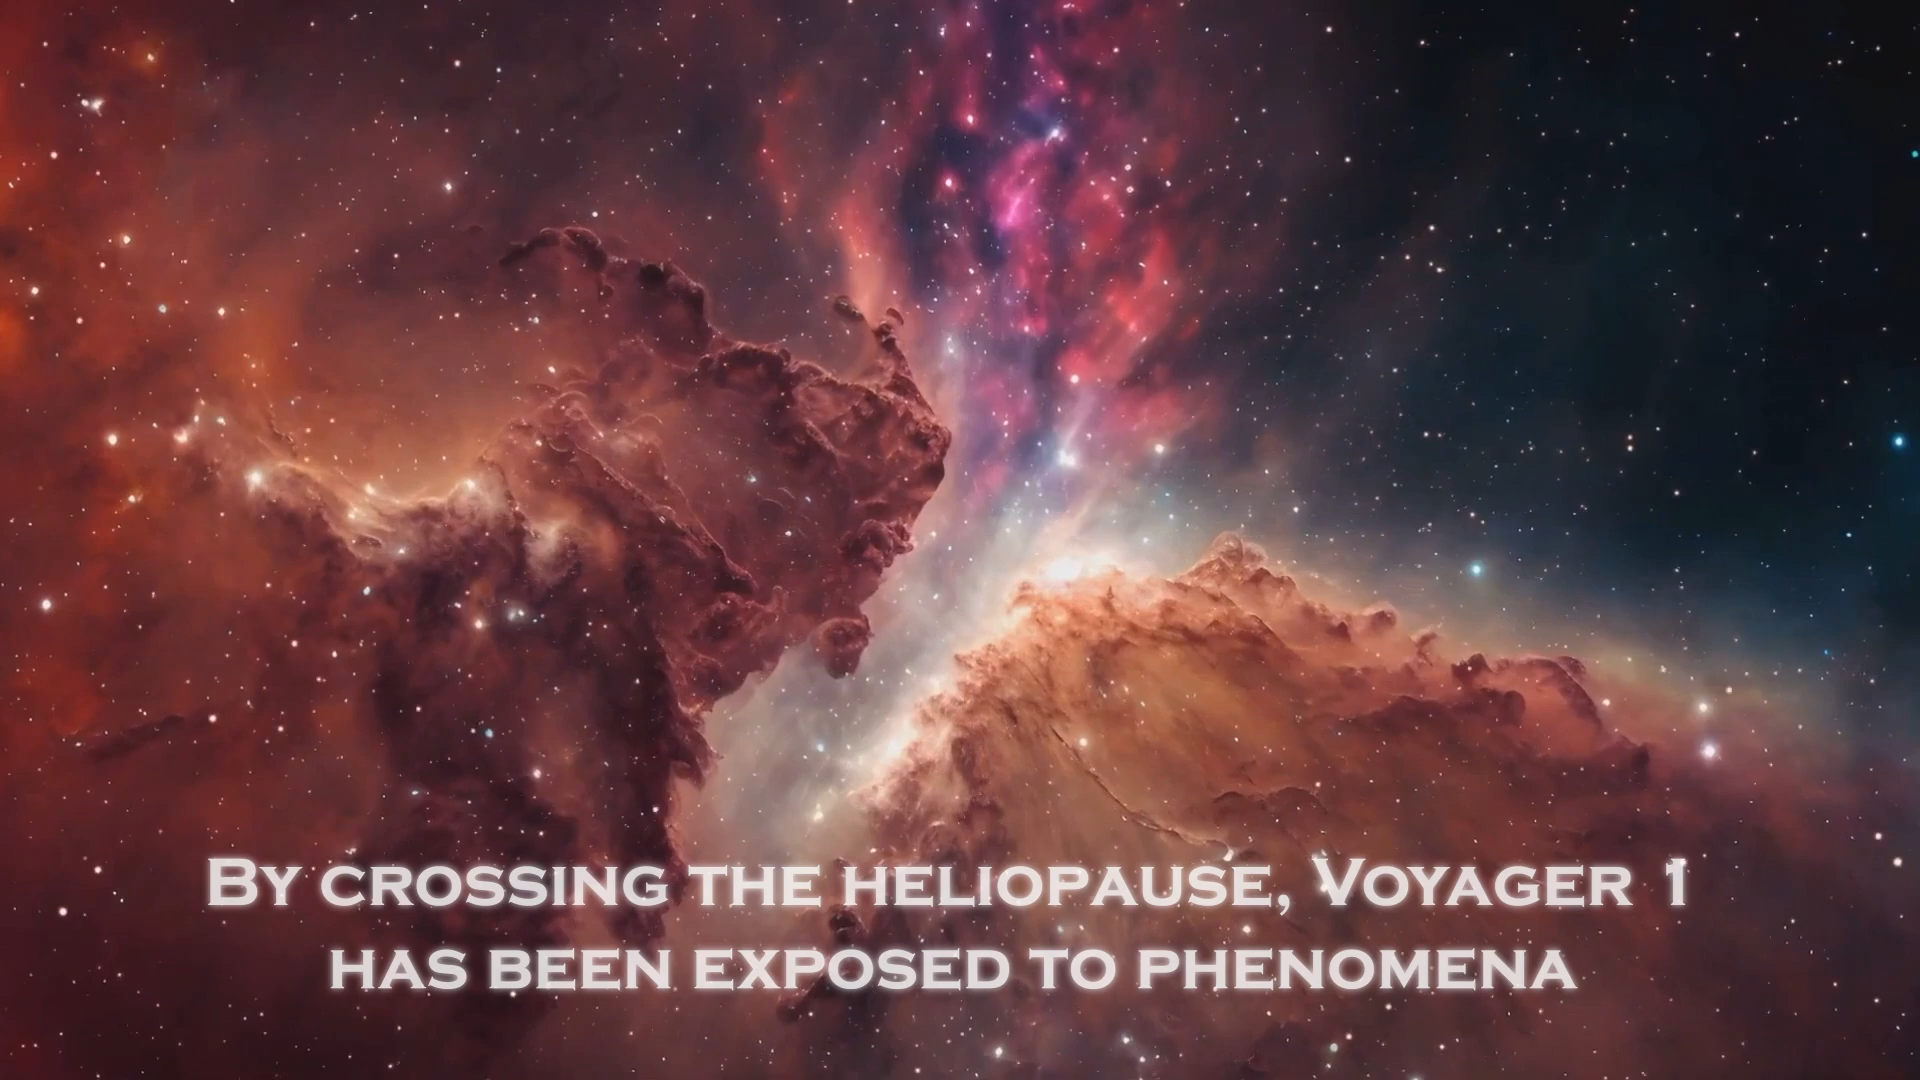 By crossing the heliopause, Voyager 1
has been exposed to phenomena